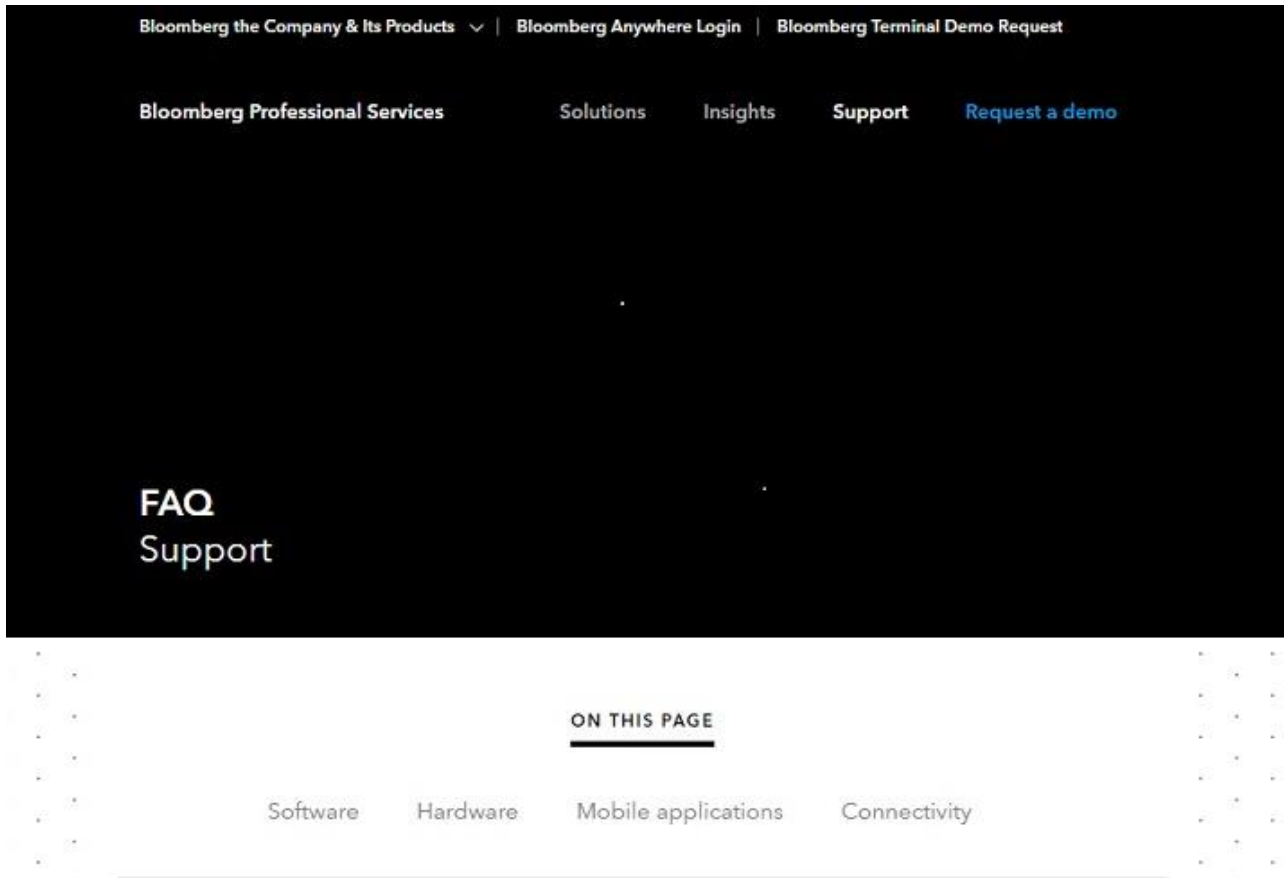 Bloomberg the Company & Its Products | Bloomberg Anywhere Login | Bloomberg Terminal Demo Request
Bloomberg Professional Services Solutions Insights Support Request a demo
FAQ
Support
ON THIS PAGE
Software Hardware Mobile applications Connectivity